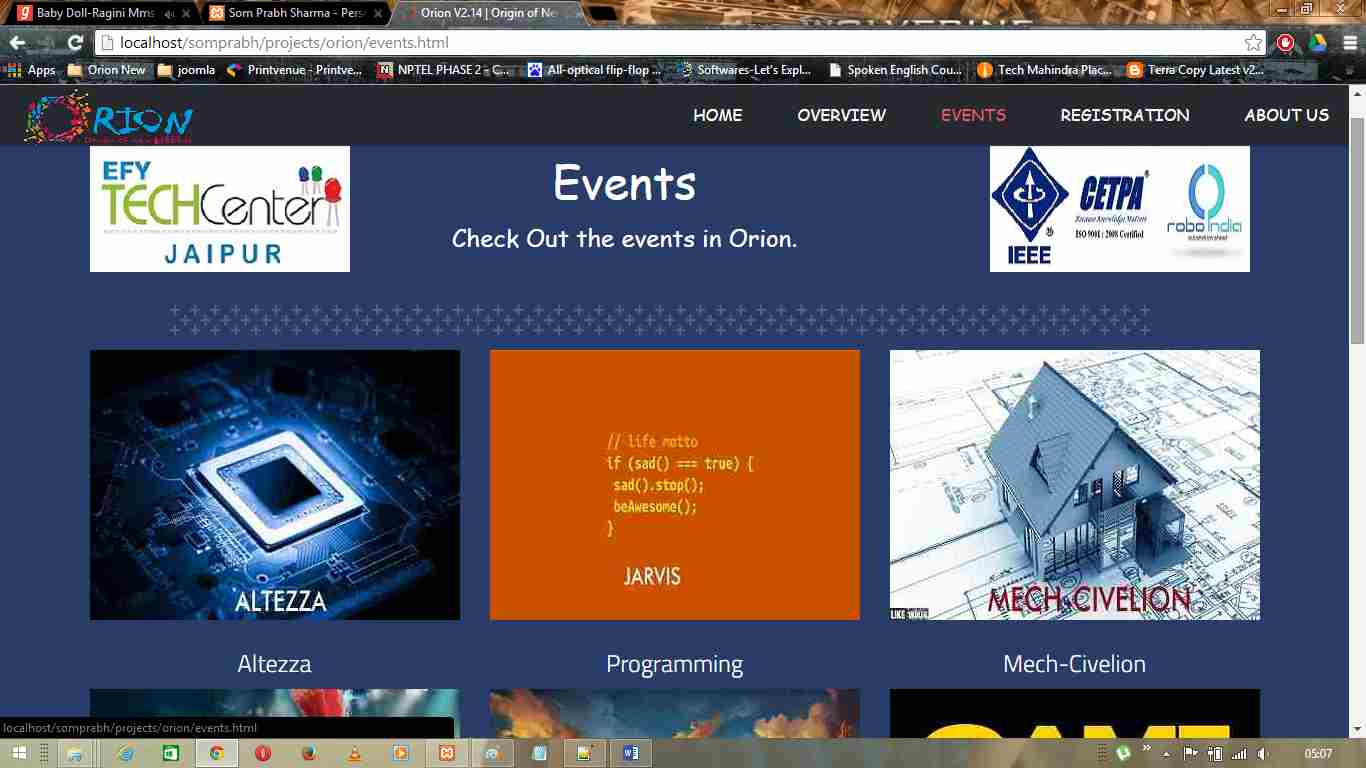 Baby Doll-Ragini Mms
Som Prabh Sharma - Pers
Orion V2.14 | Origin of Ne
WOLVERINE
localhost/somprabh/projects/orion/events.html
Apps
Orion New
joomla
Printvenue - Printve...
NPTEL PHASE 2 - C...
All-optical flip-flop ...
Softwares-Let's Expl...
Spoken English Cou...
Tech Mahindra Plac...
Terra Copy Latest v2...
ORION
HOME
OVERVIEW
EVENTS
REGISTRATION
ABOUT US
EFY
TECHCenter
JAIPUR
Events
Check Out the events in Orion.
IEEE
CETPA
ISO 9001 : 2008 Certified
robo india
// life motto
if (sad() === true) {
sad().stop();
beAwesome();
}
ALTEZZA
JARVIS
MECH-CIVELION
Altezza
Programming
Mech-Civelion
localhost/somprabh/projects/orion/events.html
05:07